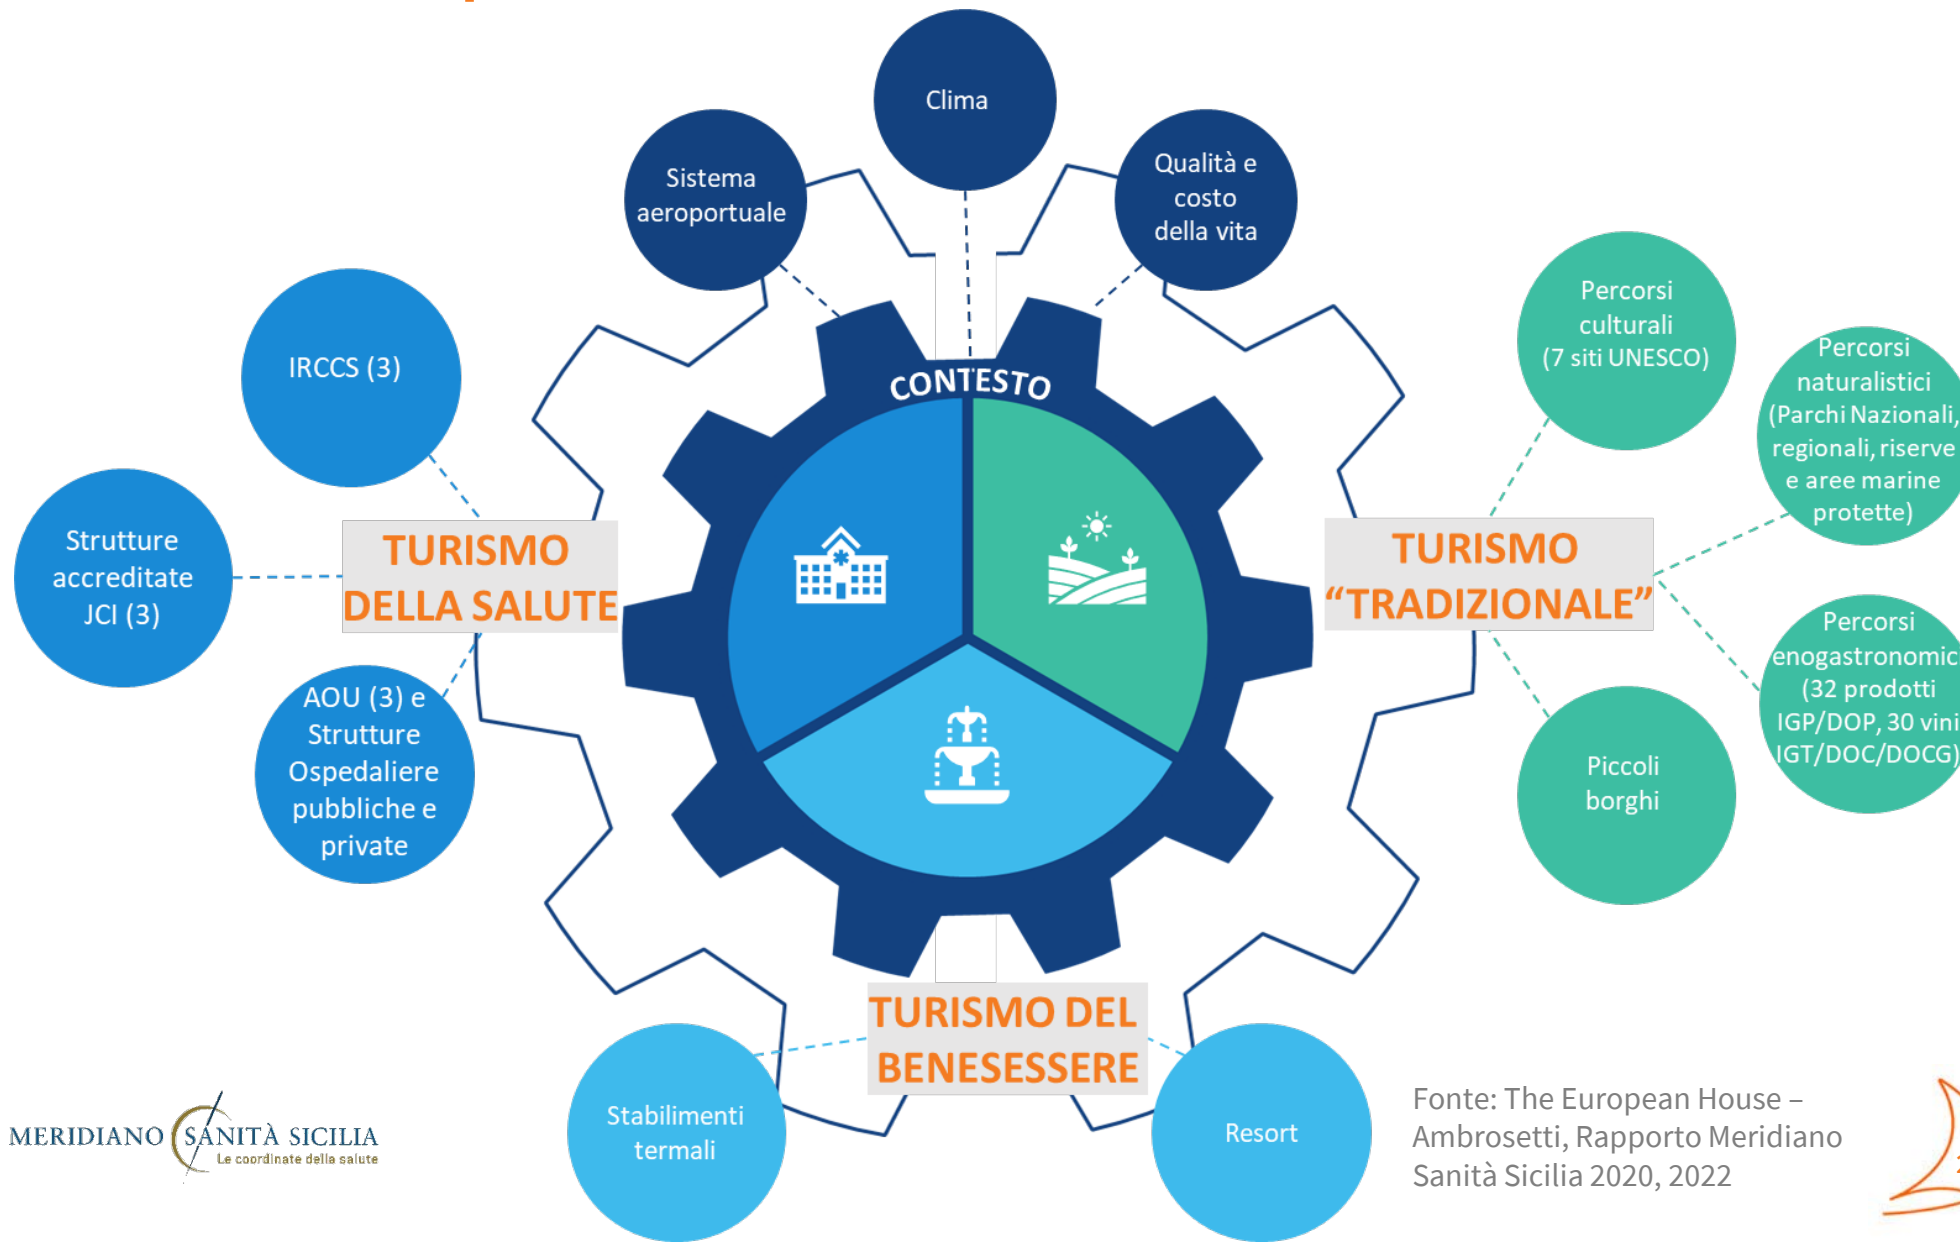 Clima
Sistema
aeroportuale
Qualità e
costo
della vita
CONTESTO
IRCCS (3)
Strutture
accreditate
JCI (3)
AOU (3) e
Strutture
Ospedaliere
pubbliche e
private
TURISMO
DELLA SALUTE
TURISMO
“TRADIZIONALE”
Percorsi
culturali
(7 siti UNESCO)
Percorsi
naturalistici
(Parchi Nazionali,
regionali, riserve
e aree marine
protette)
Percorsi
enogastronomic
(32 prodotti
IGP/DOP, 30 vini
IGT/DOC/DOCG)
Piccoli
borghi
TURISMO DEL
BENESESSERE
Stabilimenti
termali
Resort
MERIDIANO SANITÀ SICILIA
Le coordinate della salute
Fonte: The European House –
Ambrosetti, Rapporto Meridiano
Sanità Sicilia 2020, 2022